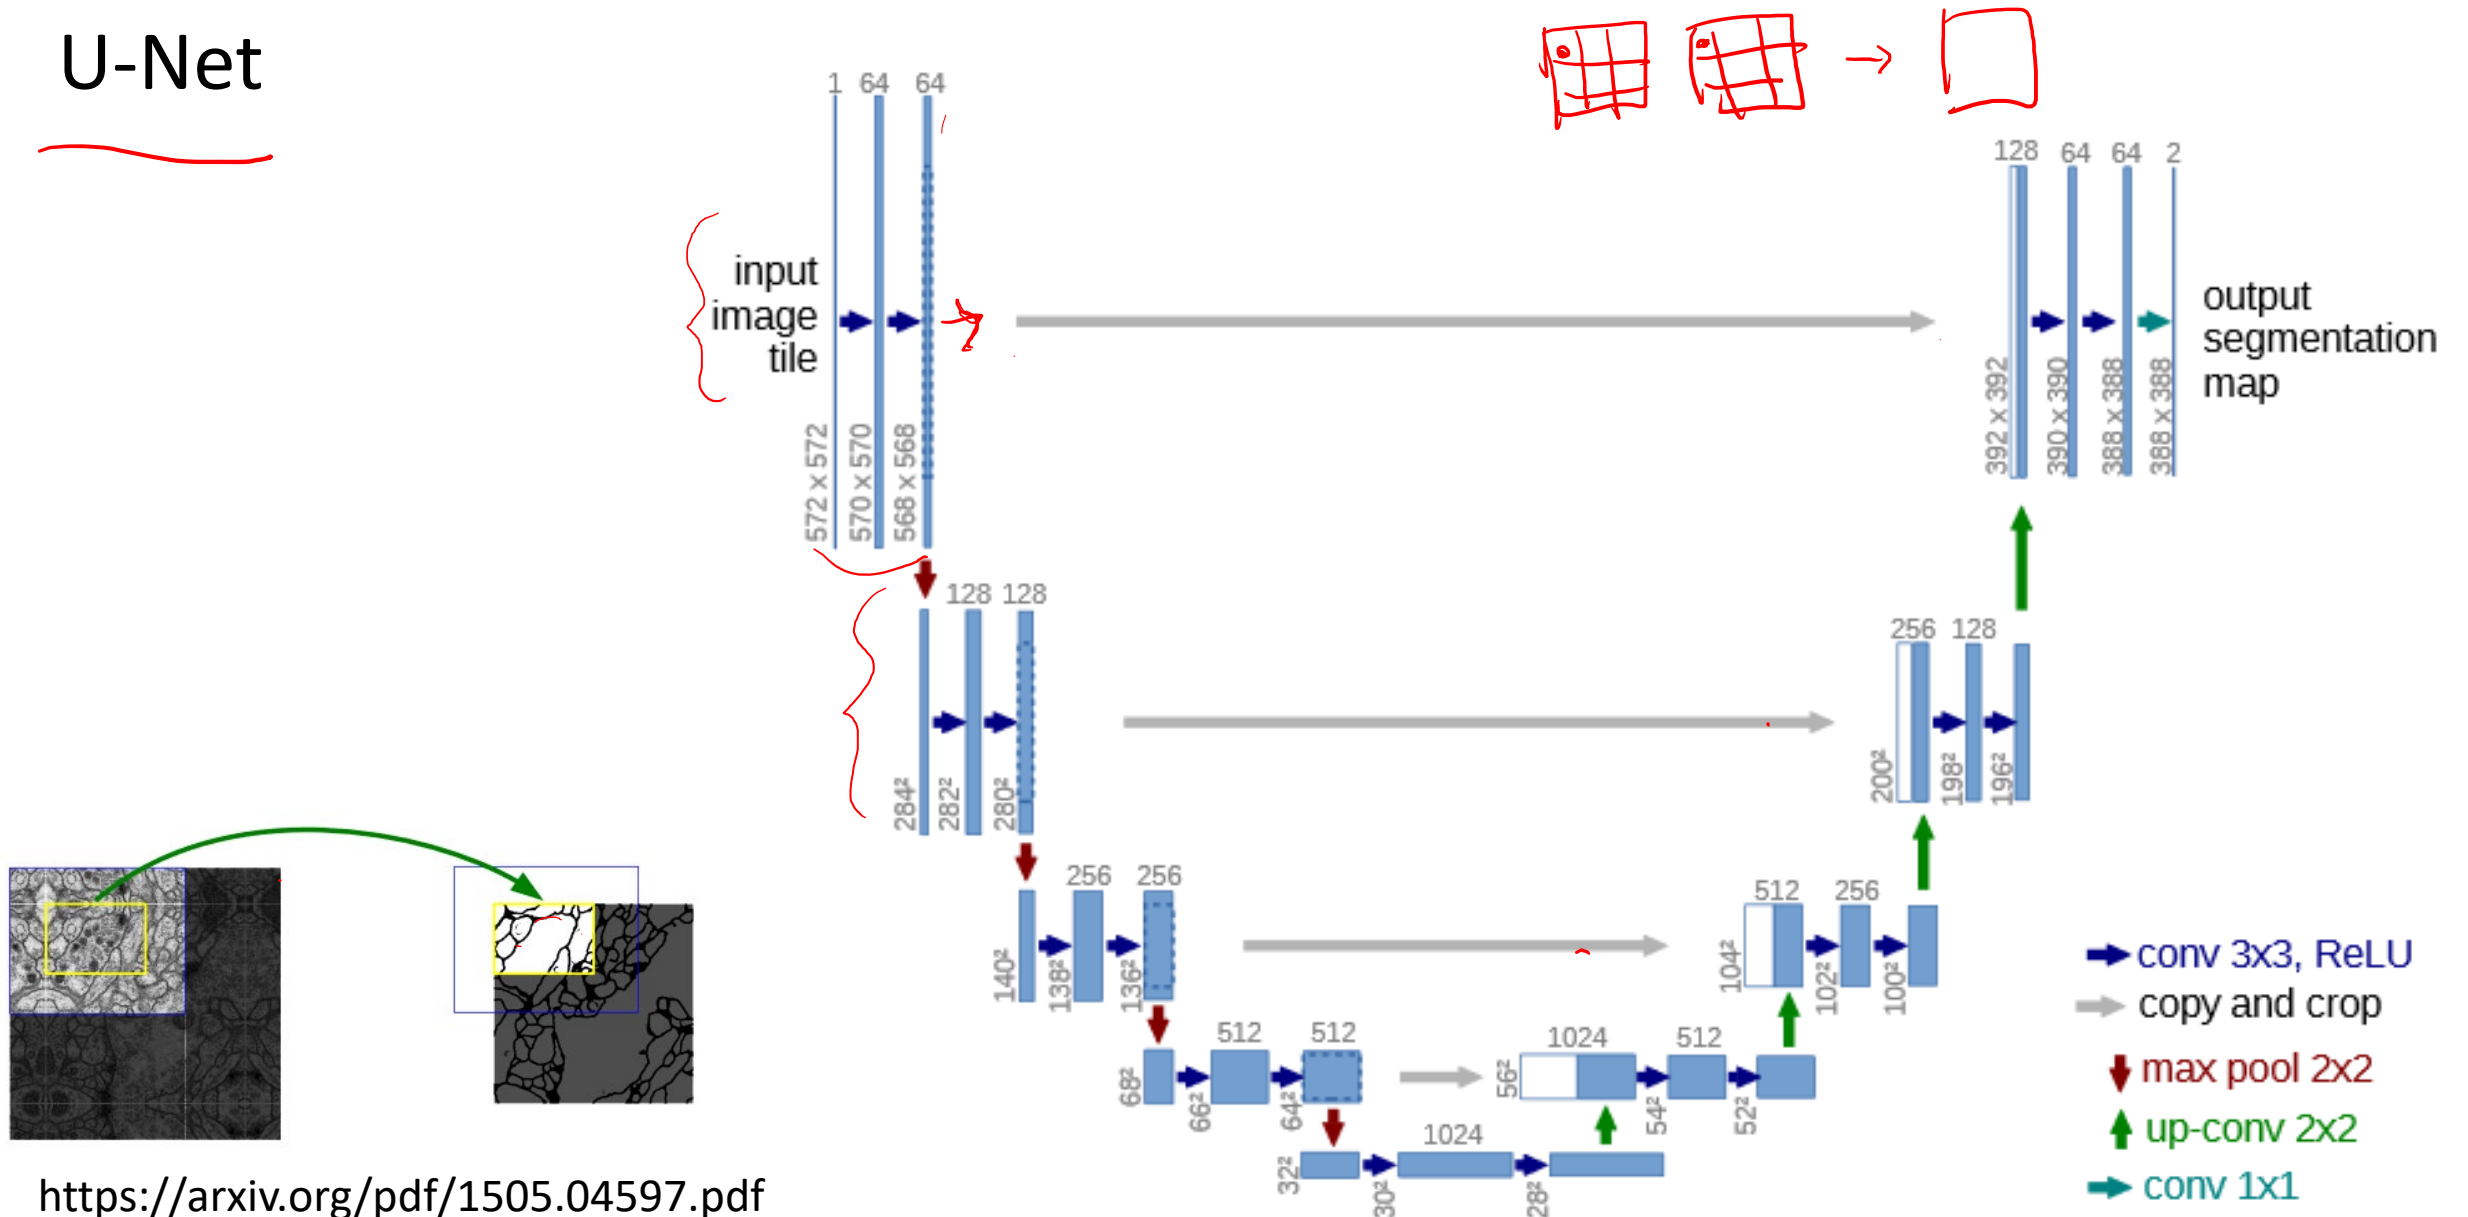 U-Net
1 64 64
128 64 64 2
input
image
tile
output
segmentation
map
572 x 572
570 x 570
568 x 568
392 x 392
390 x 390
388 x 388
388 x 388
128 128
256 128
284²
282²
280²
200²
198²
196²
256 256
512 256
140²
138²
136²
104²
102²
100²
512 512
1024 512
68²
66²
64²
56²
54²
52²
1024
32²
30²
28²
conv 3x3, ReLU
copy and crop
max pool 2x2
up-conv 2x2
conv 1x1
https://arxiv.org/pdf/1505.04597.pdf